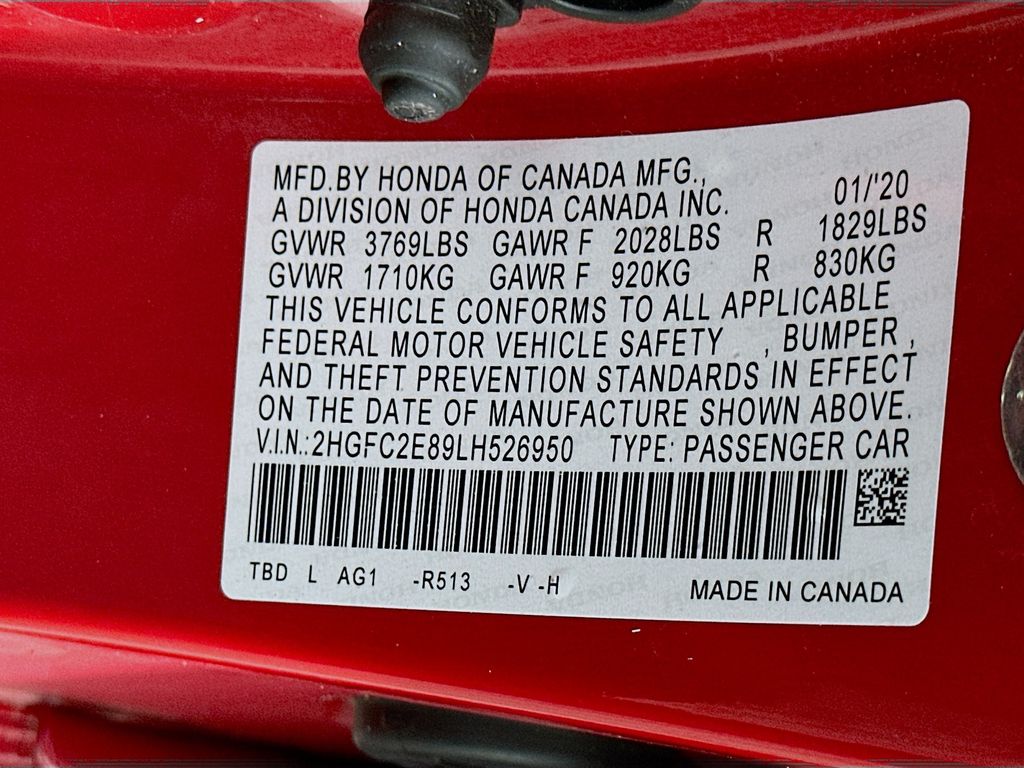 MFD.BY HONDA OF CANADA MFG.,
A DIVISION OF HONDA CANADA INC. 01/'20
GVWR 3769LBS GAWR F 2028LBS R 1829LBS
GVWR 1710KG GAWR F 920KG R 830KG
THIS VEHICLE CONFORMS TO ALL APPLICABLE
FEDERAL MOTOR VEHICLE SAFETY , BUMPER ,
AND THEFT PREVENTION STANDARDS IN EFFECT
ON THE DATE OF MANUFACTURE SHOWN ABOVE.
V.I.N.:2HGFC2E89LH526950 TYPE: PASSENGER CAR
TBD L AG1 -R513 -V -H
MADE IN CANADA